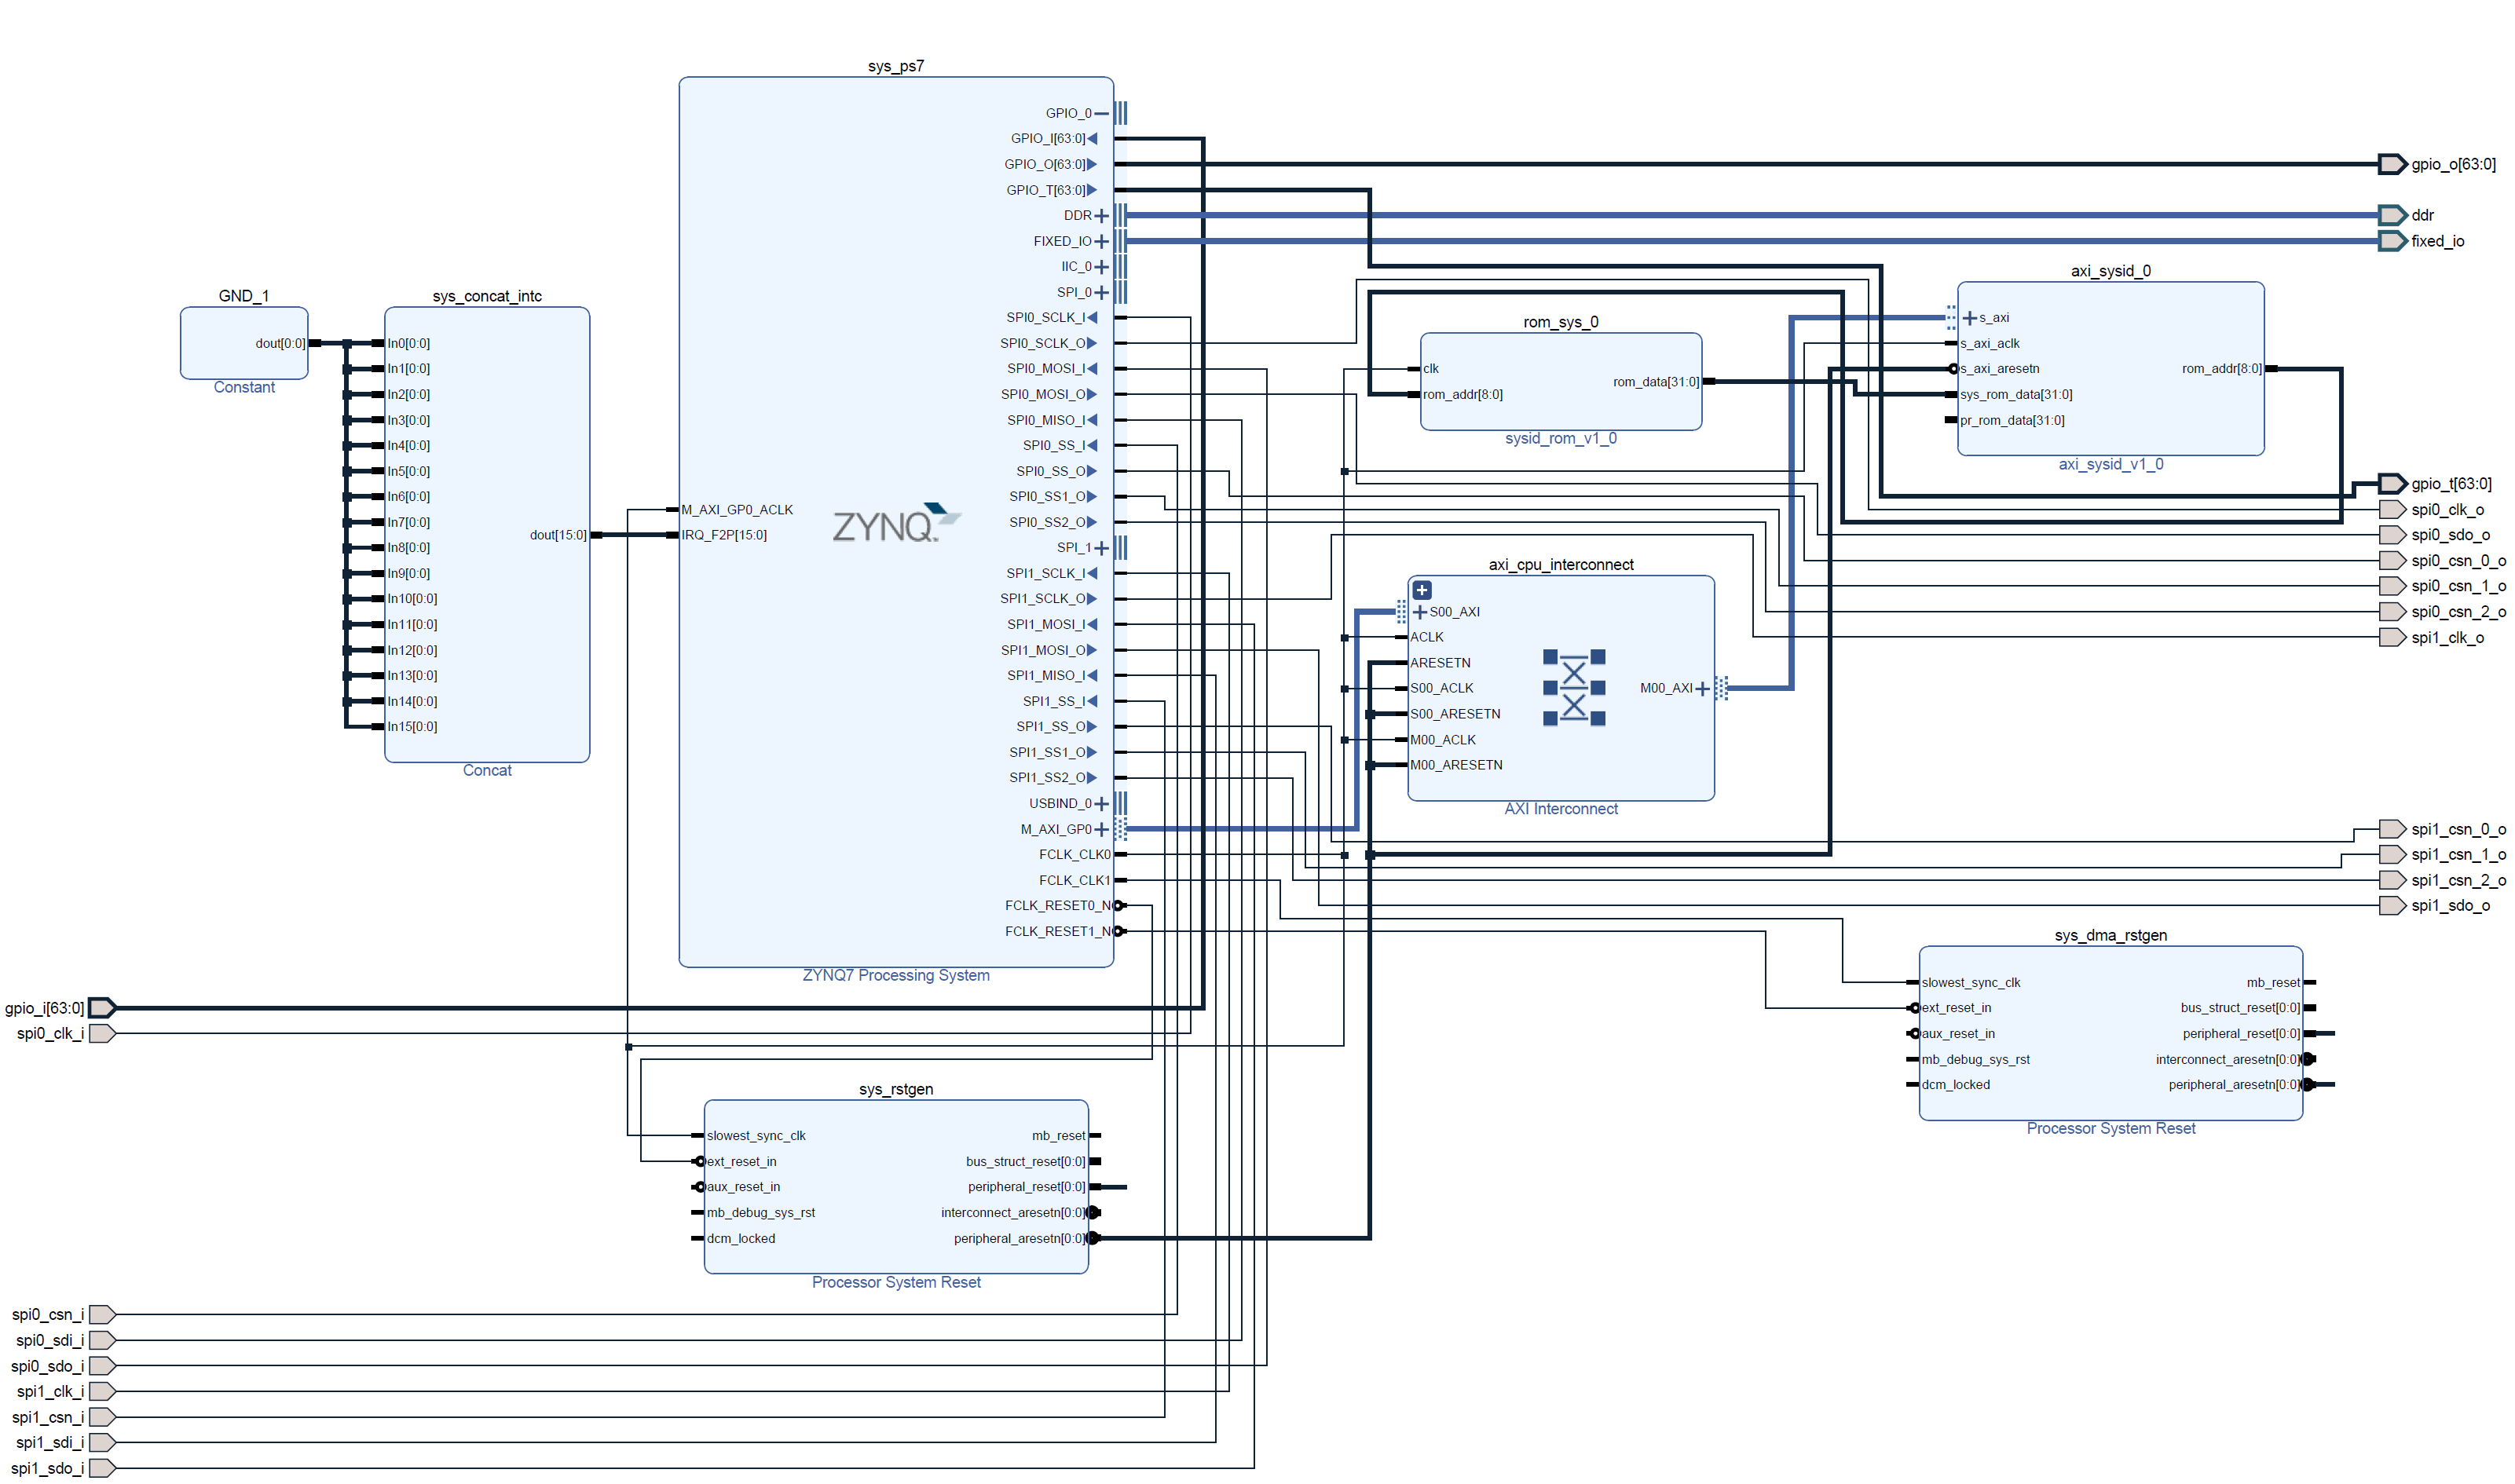 sys_ps7
GPIO_0
GPIO_I[63:0]
GPIO_O[63:0]
GPIO_T[63:0]
DDR
FIXED_IO
IIC_0
SPI_0
SPI0_SCLK_I
SPI0_SCLK_O
SPI0_MOSI_I
SPI0_MOSI_O
SPI0_MISO_I
SPI0_SS_I
SPI0_SS_O
SPI0_SS1_O
SPI0_SS2_O
SPI_1
SPI1_SCLK_I
SPI1_SCLK_O
SPI1_MOSI_I
SPI1_MOSI_O
SPI1_MISO_I
SPI1_SS_I
SPI1_SS_O
SPI1_SS1_O
SPI1_SS2_O
USBIND_0
M_AXI_GP0
FCLK_CLK0
FCLK_CLK1
FCLK_RESET0_N
FCLK_RESET1_N
M_AXI_GP0_ACLK
IRQ_F2P[15:0]
ZYNQ
ZYNQ7 Processing System
GND_1
dout[0:0]
Constant
sys_concat_intc
In0[0:0]
In1[0:0]
In2[0:0]
In3[0:0]
In4[0:0]
In5[0:0]
In6[0:0]
In7[0:0]
In8[0:0]
In9[0:0]
In10[0:0]
In11[0:0]
In12[0:0]
In13[0:0]
In14[0:0]
In15[0:0]
dout[15:0]
Concat
rom_sys_0
clk
rom_addr[8:0]
rom_data[31:0]
sysid_rom_v1_0
axi_sysid_0
s_axi
s_axi_aclk
s_axi_aresetn
sys_rom_data[31:0]
pr_rom_data[31:0]
rom_addr[8:0]
axi_sysid_v1_0
axi_cpu_interconnect
S00_AXI
ACLK
ARESETN
S00_ACLK
S00_ARESETN
M00_ACLK
M00_ARESETN
M00_AXI
AXI Interconnect
gpio_o[63:0]
ddr
fixed_io
gpio_t[63:0]
spi0_clk_o
spi0_sdo_o
spi0_csn_0_o
spi0_csn_1_o
spi0_csn_2_o
spi1_clk_o
spi1_csn_0_o
spi1_csn_1_o
spi1_csn_2_o
spi1_sdo_o
sys_dma_rstgen
slowest_sync_clk
ext_reset_in
aux_reset_in
mb_debug_sys_rst
dcm_locked
mb_reset
bus_struct_reset[0:0]
peripheral_reset[0:0]
interconnect_aresetn[0:0]
peripheral_aresetn[0:0]
Processor System Reset
gpio_i[63:0]
spi0_clk_i
sys_rstgen
slowest_sync_clk
ext_reset_in
aux_reset_in
mb_debug_sys_rst
dcm_locked
mb_reset
bus_struct_reset[0:0]
peripheral_reset[0:0]
interconnect_aresetn[0:0]
peripheral_aresetn[0:0]
Processor System Reset
spi0_csn_i
spi0_sdi_i
spi0_sdo_i
spi1_clk_i
spi1_csn_i
spi1_sdi_i
spi1_sdo_i